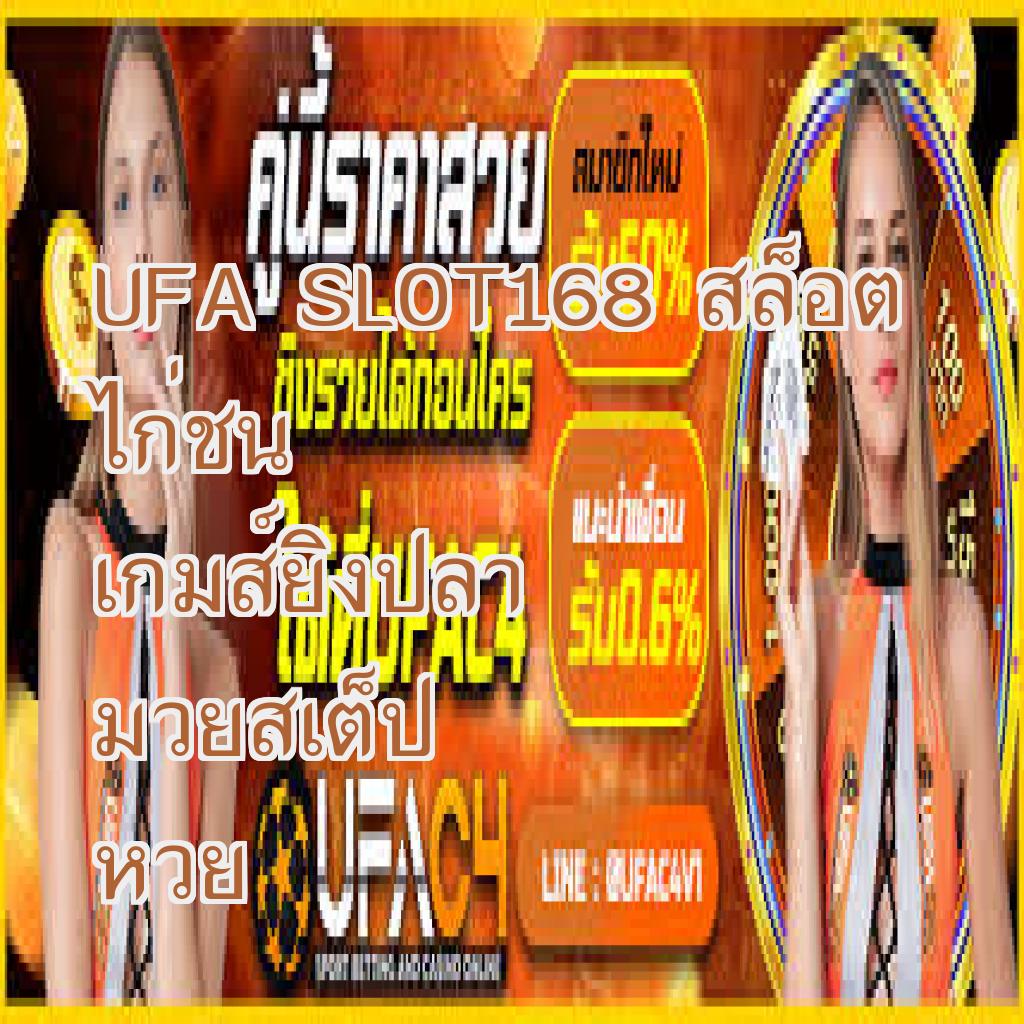 คู่นี้ราคาสวย
สมาชิกใหม่
รับ50%
UFA SLOT168 สล็อต
ไก่ชน
เกมส์ยิงปลา
มวยสเต็ป
หวย
แนะนำเพื่อน
รับ0.6%
UFAC4
LINE : @UFAC4V1